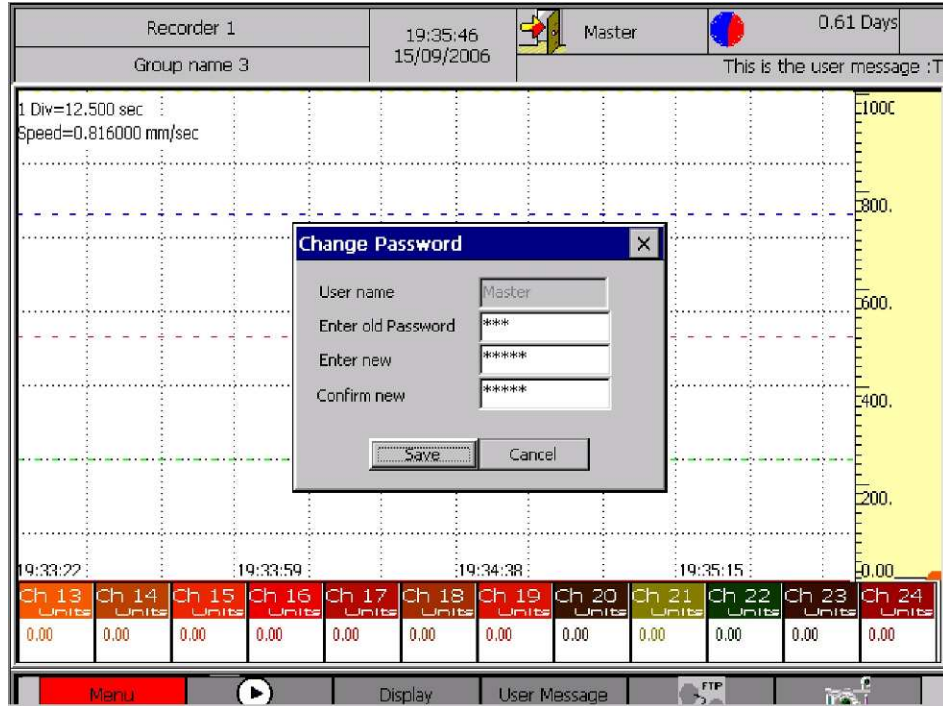 Recorder 1
19:35:46
15/09/2006
Master
0.61 Days
Group name 3
This is the user message :T
1 Div=12.500 sec
Speed=0.816000 mm/sec
1000
800.
600.
400.
200.
0.00
Change Password
User name
Master
Enter old Password
***
Enter new
*****
Confirm new
*****
Save
Cancel
19:33:22
19:33:59
19:34:38
19:35:15
Ch 13 Ch 14 Ch 15 Ch 16 Ch 17 Ch 18 Ch 19 Ch 20 Ch 21 Ch 22 Ch 23 Ch 24
Units Units Units Units Units Units Units Units Units Units Units Units
0.00 0.00 0.00 0.00 0.00 0.00 0.00 0.00 0.00 0.00 0.00 0.00
Menu
Display
User Message
FTP